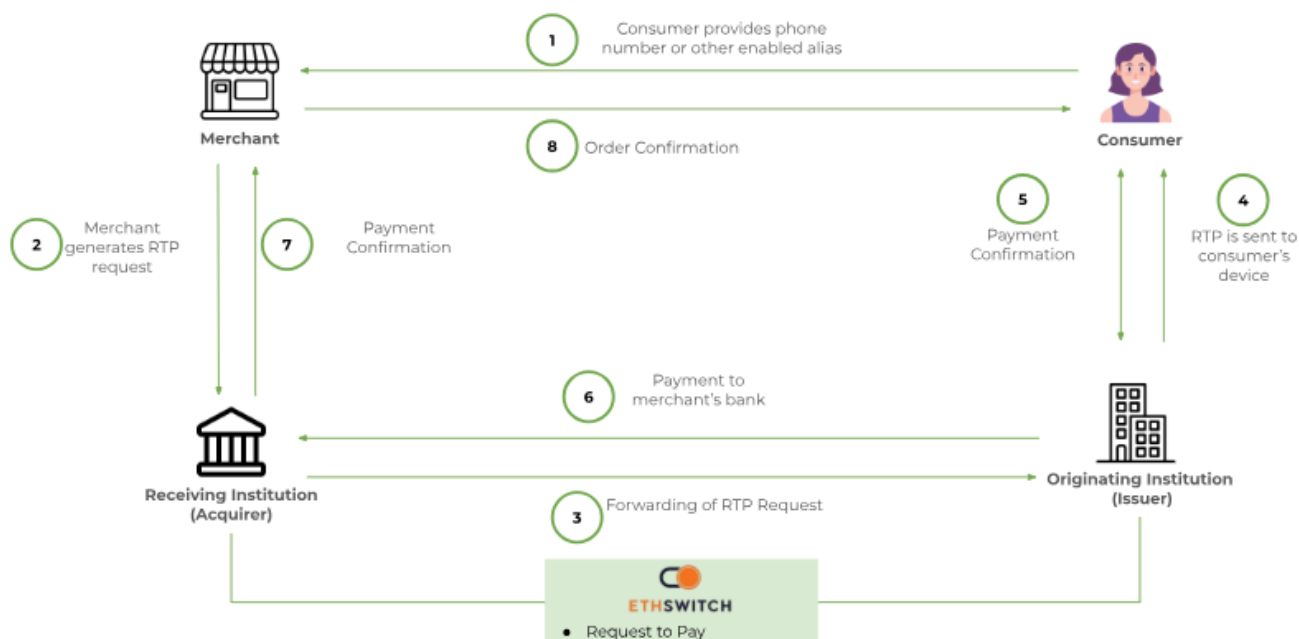 1
Consumer provides phone
number or other enabled alias
Merchant
Consumer
8
Order Confirmation
2
Merchant
generates RTP
request
7
Payment
Confirmation
5
Payment
Confirmation
4
RTP is sent to
consumer's
device
6
Payment to
merchant's bank
Receiving Institution
(Acquirer)
Originating Institution
(Issuer)
3
Forwarding of RTP Request
ETHSWITCH
● Request to Pay